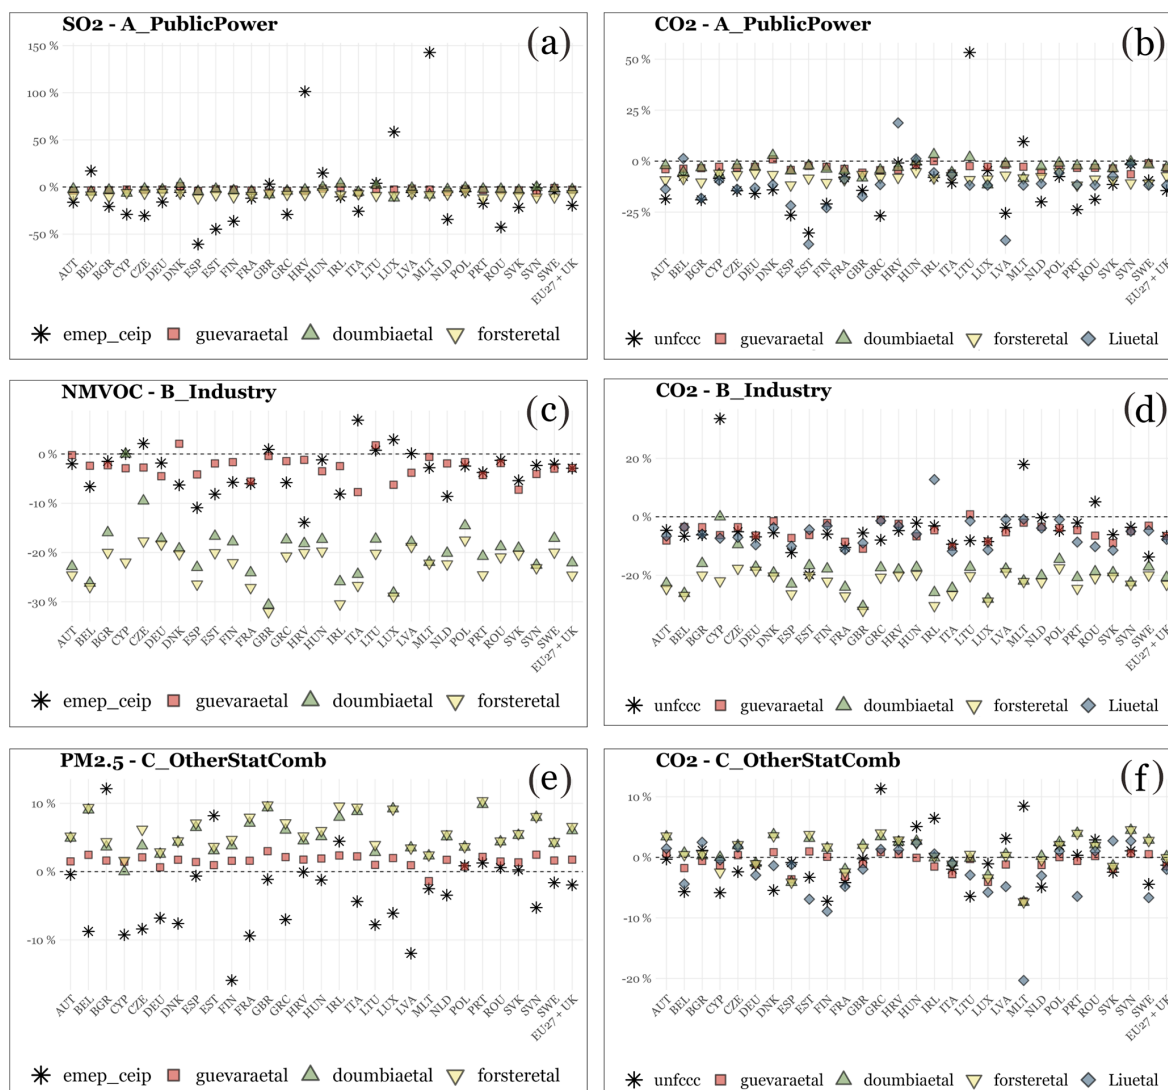 SO2 - A_PublicPower
(a)
150 %
100 %
50 %
0 %
-50 %
AUT BEL BGR CYP CZE DEU DNK ESP EST FIN FRA GBR GRC HRV HUN IRL ITA LTU LUX LVA MLT NLD POL PRT ROU SVK SVN SWE EU27 + UK
emep_ceip guevaraetal doumbiaetal forsteretal
CO2 - A_PublicPower
(b)
50 %
25 %
0 %
-25 %
AUT BEL BGR CYP CZE DEU DNK ESP EST FIN FRA GBR GRC HRV HUN IRL ITA LTU LUX LVA MLT NLD POL PRT ROU SVK SVN SWE EU27 + UK
unfccc guevaraetal doumbiaetal forsteretal Liuetal
NMVOC - B_Industry
(c)
0 %
-10 %
-20 %
-30 %
AUT BEL BGR CYP CZE DEU DNK ESP EST FIN FRA GBR GRC HRV HUN IRL ITA LTU LUX LVA MLT NLD POL PRT ROU SVK SVN SWE EU27 + UK
emep_ceip guevaraetal doumbiaetal forsteretal
CO2 - B_Industry
(d)
20 %
0 %
-20 %
AUT BEL BGR CYP CZE DEU DNK ESP EST FIN FRA GBR GRC HRV HUN IRL ITA LTU LUX LVA MLT NLD POL PRT ROU SVK SVN SWE EU27 + UK
unfccc guevaraetal doumbiaetal forsteretal Liuetal
PM2.5 - C_OtherStatComb
(e)
10 %
0 %
-10 %
AUT BEL BGR CYP CZE DEU DNK ESP EST FIN FRA GBR GRC HRV HUN IRL ITA LTU LUX LVA MLT NLD POL PRT ROU SVK SVN SWE EU27 + UK
emep_ceip guevaraetal doumbiaetal forsteretal
CO2 - C_OtherStatComb
(f)
10 %
0 %
-10 %
-20 %
AUT BEL BGR CYP CZE DEU DNK ESP EST FIN FRA GBR GRC HRV HUN IRL ITA LTU LUX LVA MLT NLD POL PRT ROU SVK SVN SWE EU27 + UK
unfccc guevaraetal doumbiaetal forsteretal Liuetal